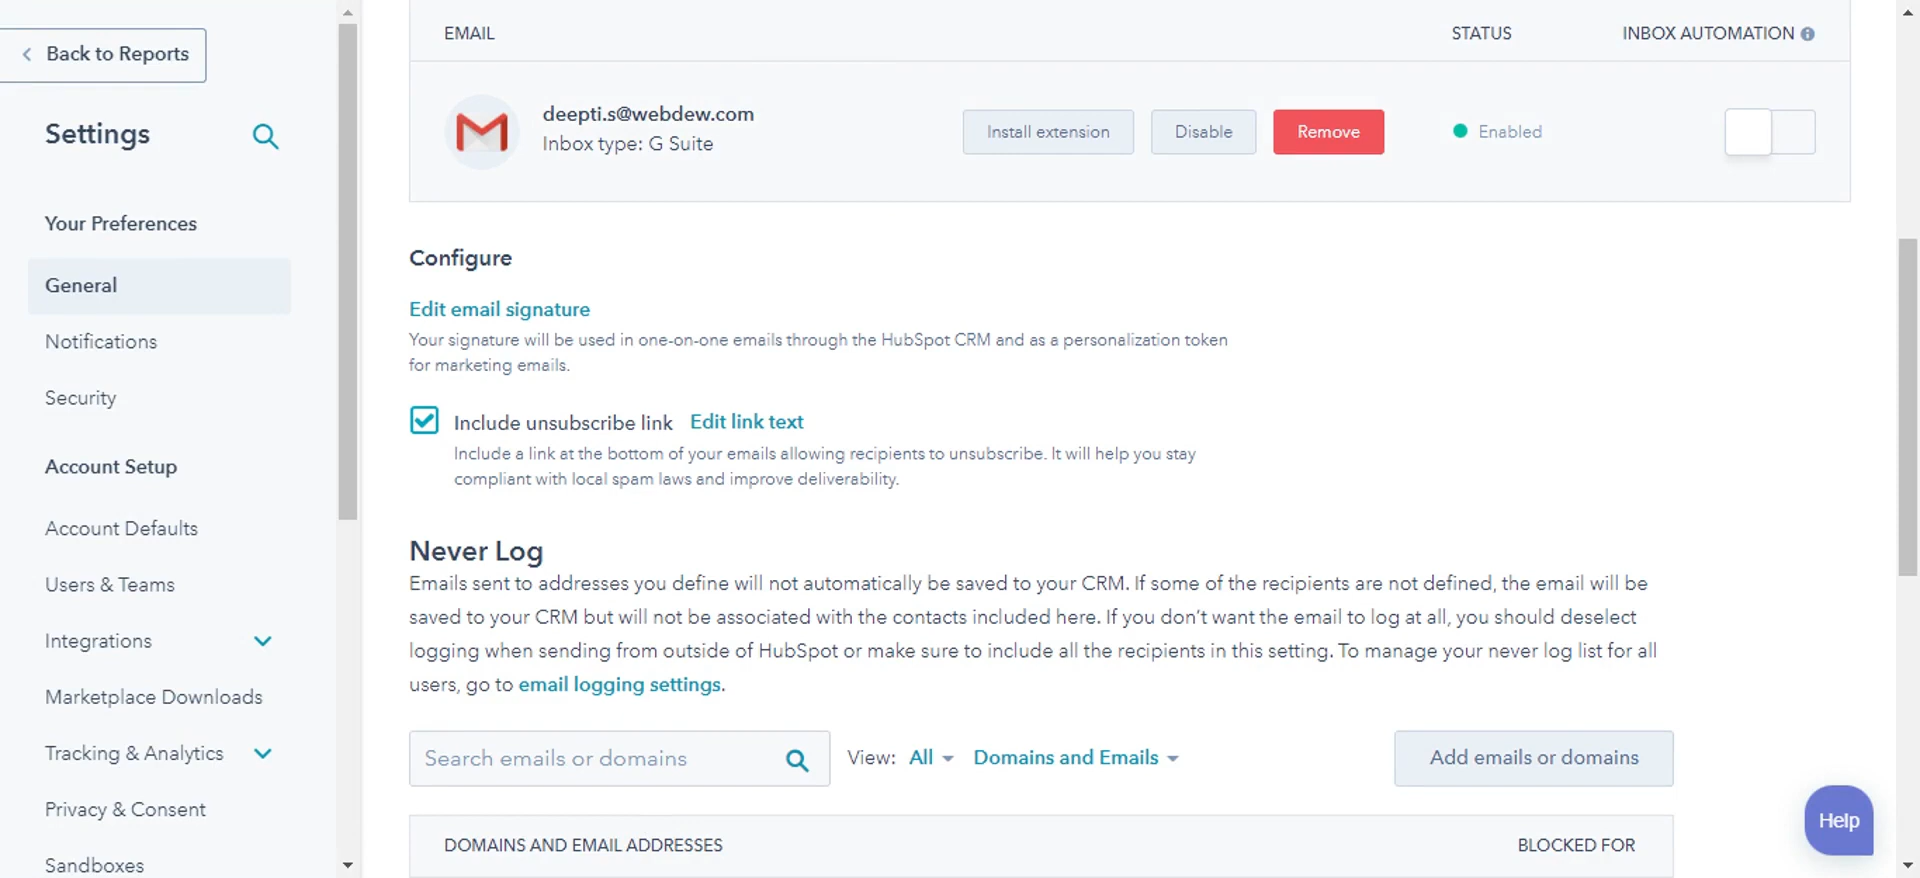 Back to Reports
Settings
Your Preferences
General
Notifications
Security
Account Setup
Account Defaults
Users & Teams
Integrations
Marketplace Downloads
Tracking & Analytics
Privacy & Consent
Sandboxes
EMAIL STATUS INBOX AUTOMATION
deepti.s@webdew.com
Inbox type: G Suite
Install extension Disable Remove Enabled
Configure
Edit email signature
Your signature will be used in one-on-one emails through the HubSpot CRM and as a personalization token
for marketing emails.
Include unsubscribe link Edit link text
Include a link at the bottom of your emails allowing recipients to unsubscribe. It will help you stay
compliant with local spam laws and improve deliverability.
Never Log
Emails sent to addresses you define will not automatically be saved to your CRM. If some of the recipients are not defined, the email will be
saved to your CRM but will not be associated with the contacts included here. If you don't want the email to log at all, you should deselect
logging when sending from outside of HubSpot or make sure to include all the recipients in this setting. To manage your never log list for all
users, go to email logging settings.
Search emails or domains View: All Domains and Emails Add emails or domains
Help
DOMAINS AND EMAIL ADDRESSES BLOCKED FOR